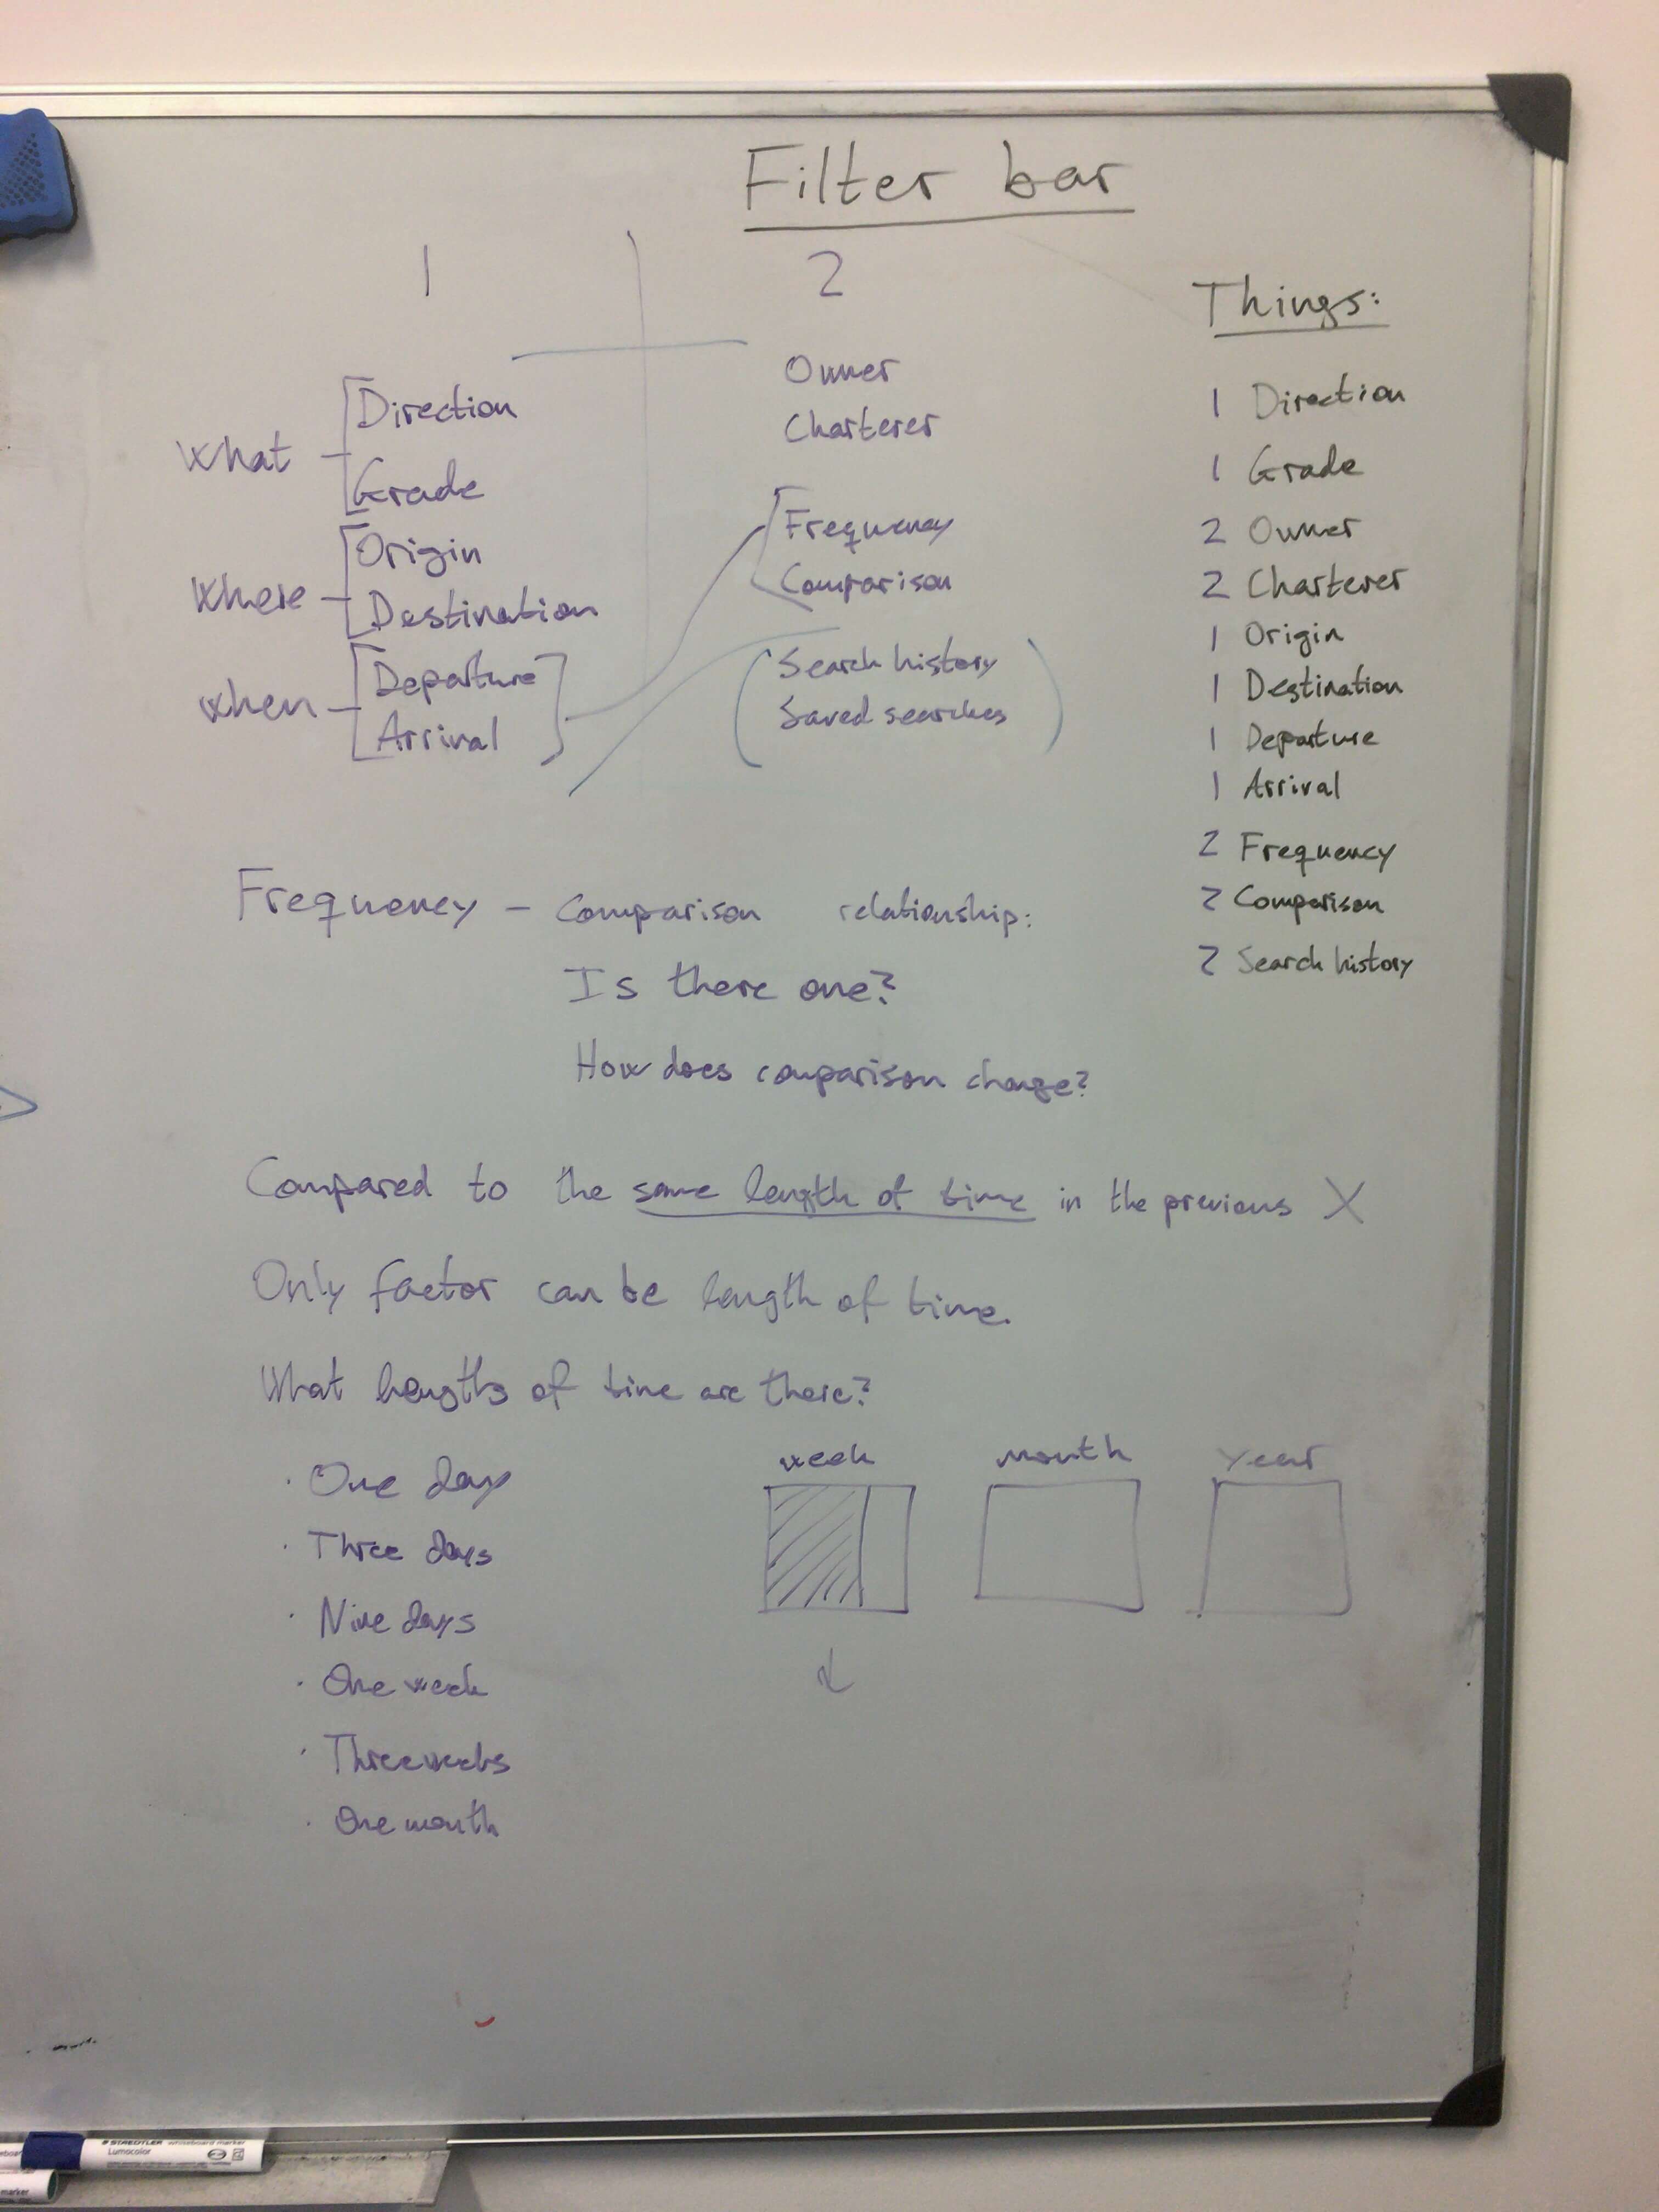 Filter bar
1
2
What
Direction
Grade
Where
Origin
Destination
When
Departure
Arrival
Owner
Charterer
Frequency
Comparison
Search history
Saved searches
Things:
1 Direction
1 Grade
2 Owner
2 Charterer
1 Origin
1 Destination
1 Departure
1 Arrival
2 Frequency
2 Comparison
2 Search history
Frequency - Comparison relationship:
Is there one?
How does comparison change?
Compared to the same length of time in the previous X
Only factor can be length of time.
What lengths of time are there?
· One day
· Three days
· Nine days
· One week
· Three weeks
· One month
week
month
Year
STAEDTLER whiteboard marker
Lumocolor
marker